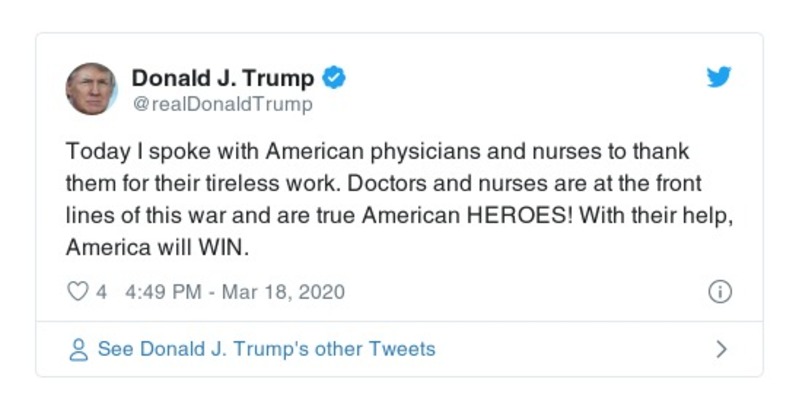 Donald J. Trump
@realDonaldTrump
Today I spoke with American physicians and nurses to thank
them for their tireless work. Doctors and nurses are at the front
lines of this war and are true American HEROES! With their help,
America will WIN.
4 4:49 PM - Mar 18, 2020
See Donald J. Trump's other Tweets